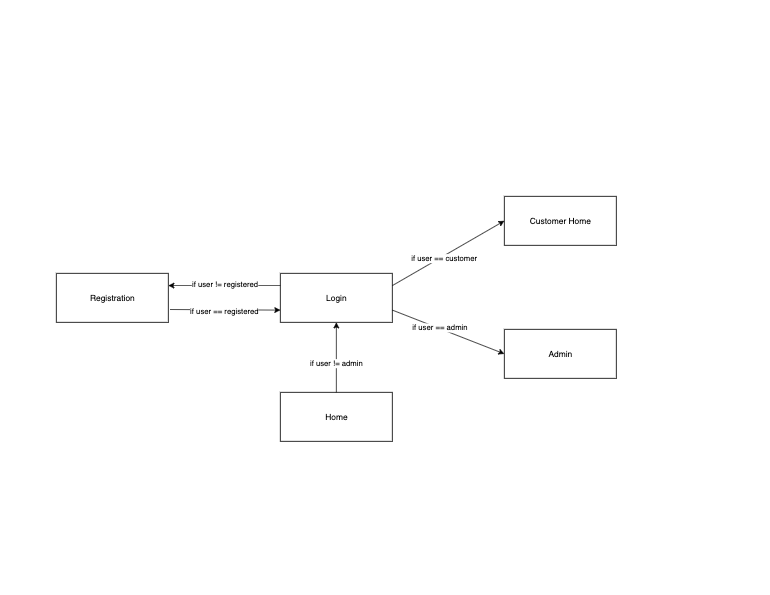 Customer Home
if user == customer
if user != registered
Registration
Login
if user == registered
if user == admin
Admin
if user != admin
Home